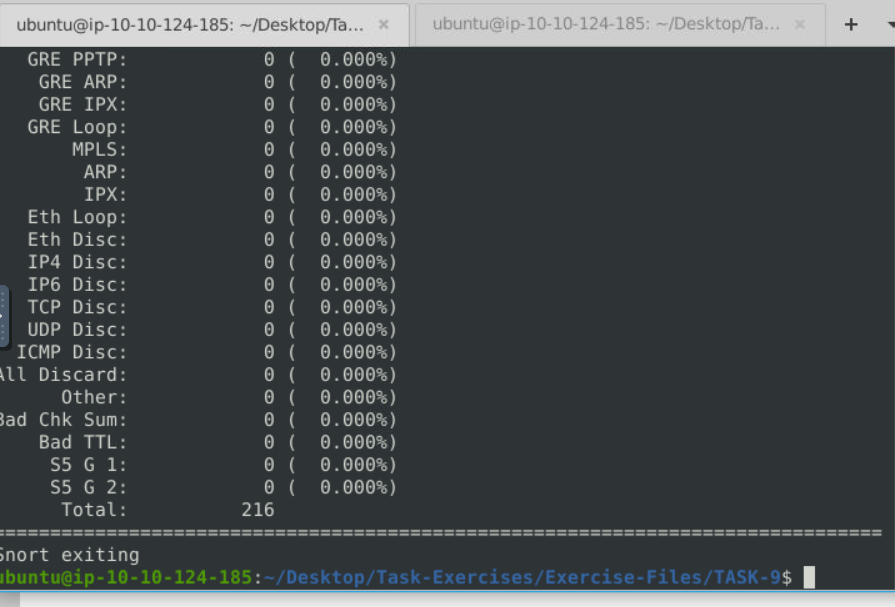 ubuntu@ip-10-10-124-185: ~/Desktop/Ta... × ubuntu@ip-10-10-124-185: ~/Desktop/Ta... × +
GRE PPTP: 0 ( 0.000%)
GRE ARP: 0 ( 0.000%)
GRE IPX: 0 ( 0.000%)
GRE Loop: 0 ( 0.000%)
MPLS: 0 ( 0.000%)
ARP: 0 ( 0.000%)
IPX: 0 ( 0.000%)
Eth Loop: 0 ( 0.000%)
Eth Disc: 0 ( 0.000%)
IP4 Disc: 0 ( 0.000%)
IP6 Disc: 0 ( 0.000%)
TCP Disc: 0 ( 0.000%)
UDP Disc: 0 ( 0.000%)
ICMP Disc: 0 ( 0.000%)
All Discard: 0 ( 0.000%)
Other: 0 ( 0.000%)
Bad Chk Sum: 0 ( 0.000%)
Bad TTL: 0 ( 0.000%)
S5 G 1: 0 ( 0.000%)
S5 G 2: 0 ( 0.000%)
Total: 216
===============================================================================
Snort exiting
ubuntu@ip-10-10-124-185:~/Desktop/Task-Exercises/Exercise-Files/TASK-9$